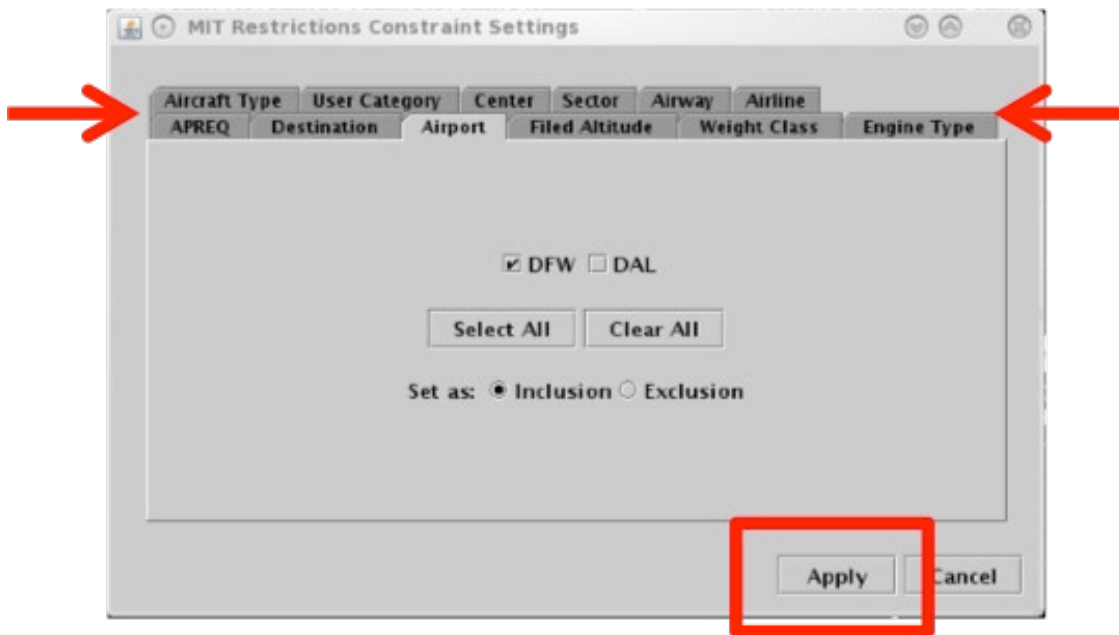 MIT Restrictions Constraint Settings
Aircraft Type User Category Center Sector Airway Airline
APREQ Destination Airport Filed Altitude Weight Class Engine Type
DFW DAL
Select All Clear All
Set as: Inclusion Exclusion
Apply Cancel